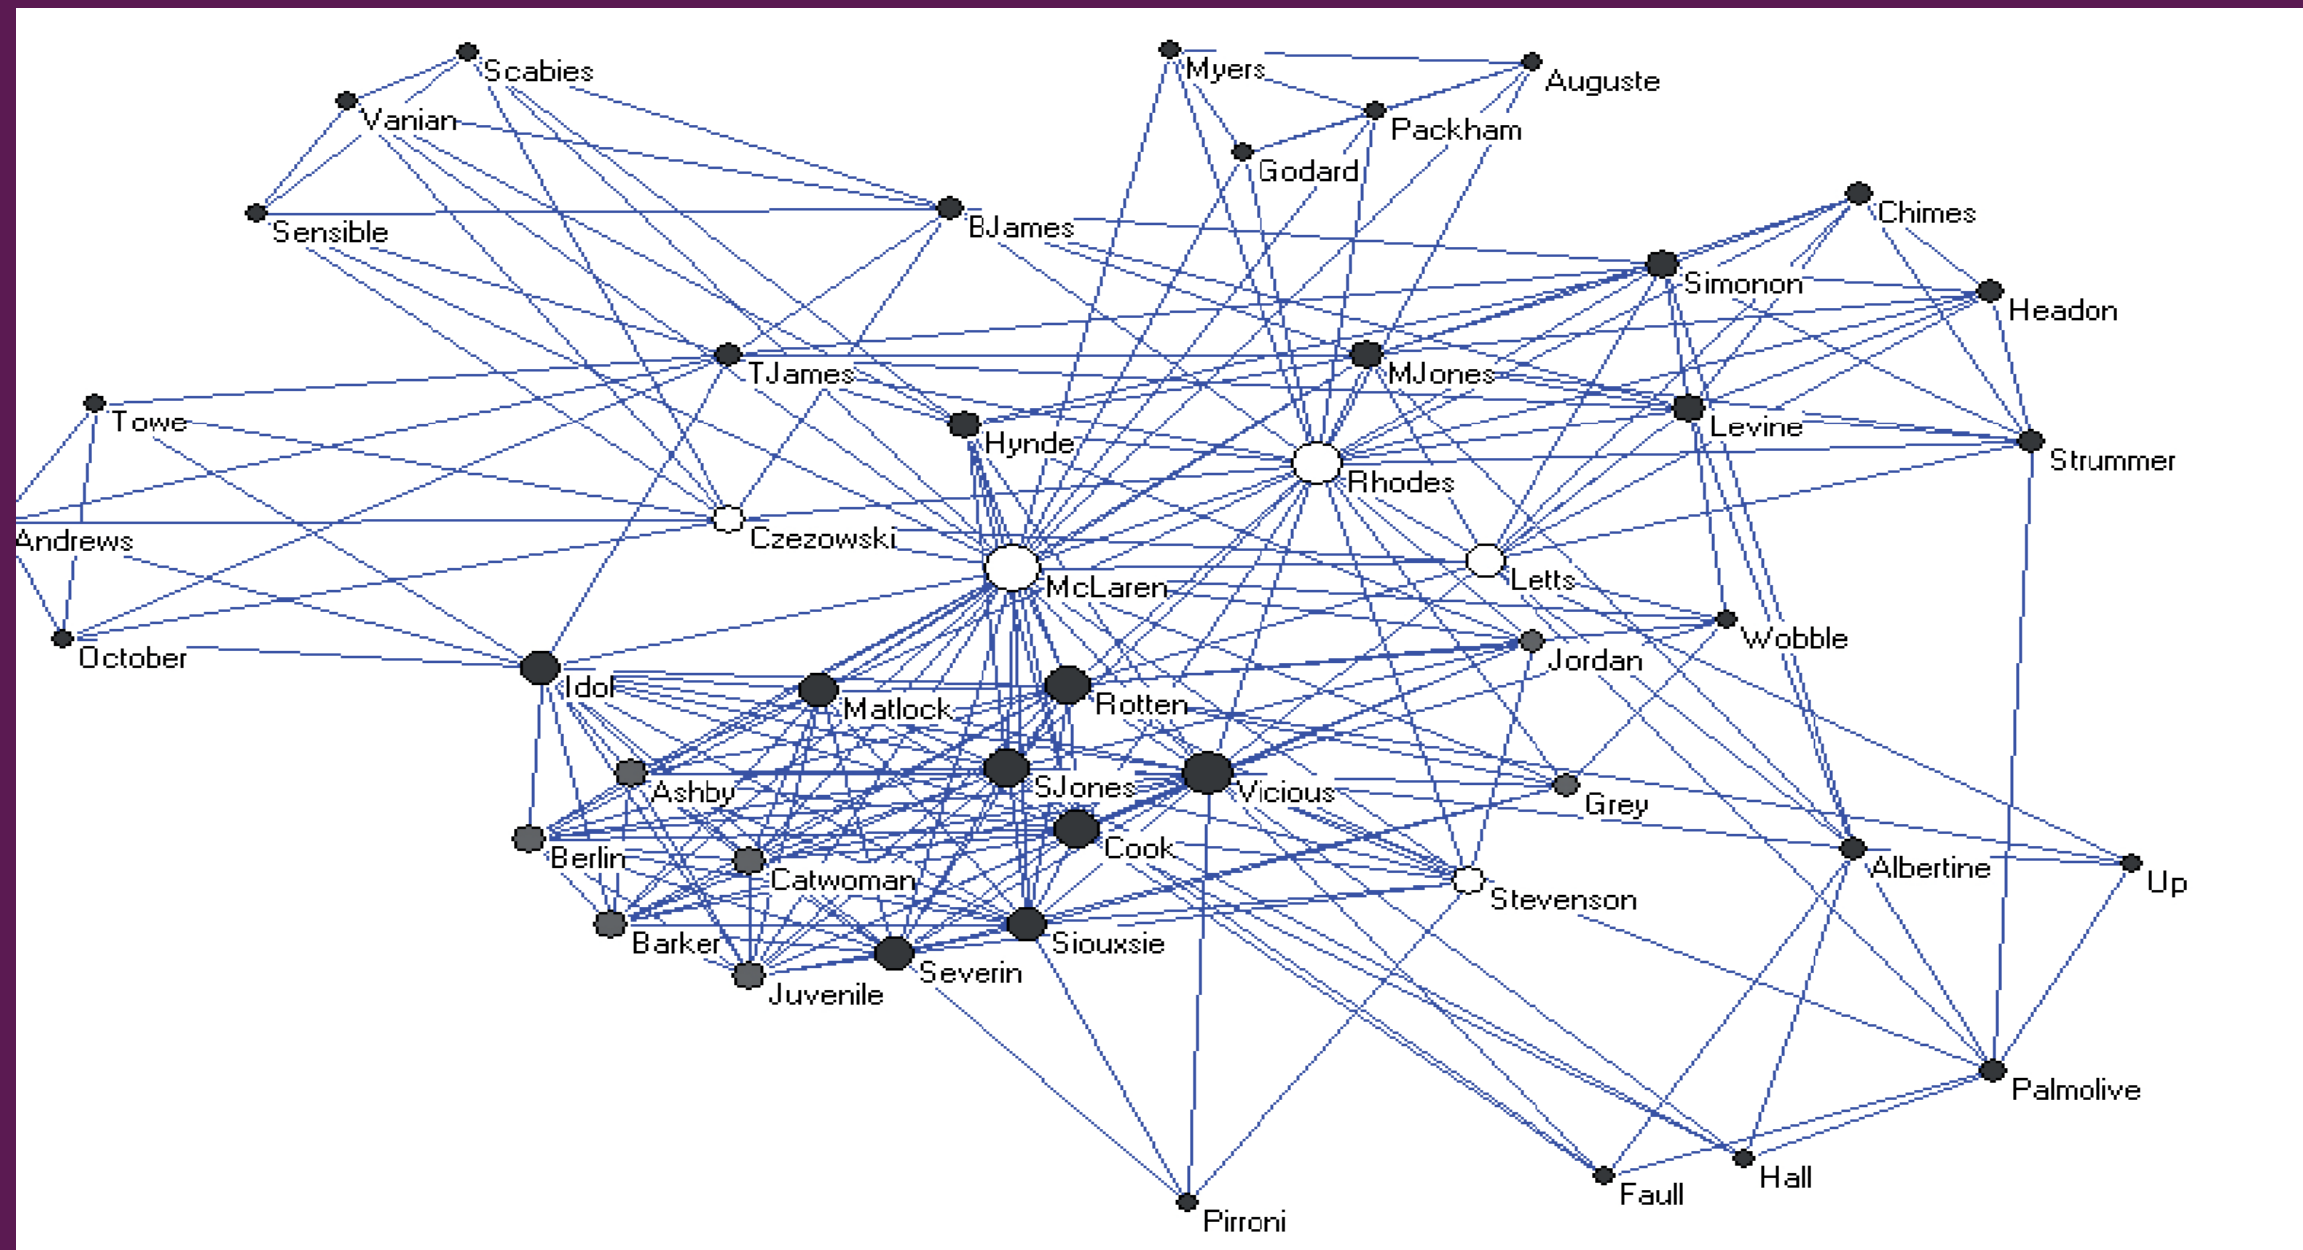 Scabies
Myers
Auguste
Vanian
Packham
Godard
Chimes
BJames
Sensible
Simonon
Headon
TJames
MJones
Towe
Levine
Hynde
Strummer
Rhodes
Czezowski
Andrews
Letts
McLaren
Wobble
October
Jordan
Idol
Rotten
Matlock
SJones
Vicious
Ashby
Grey
Cook
Berlin
Albertine
Catwoman
Up
Stevenson
Barker
Siouxsie
Severin
Juvenile
Palmolive
Hall
Faull
Pirroni